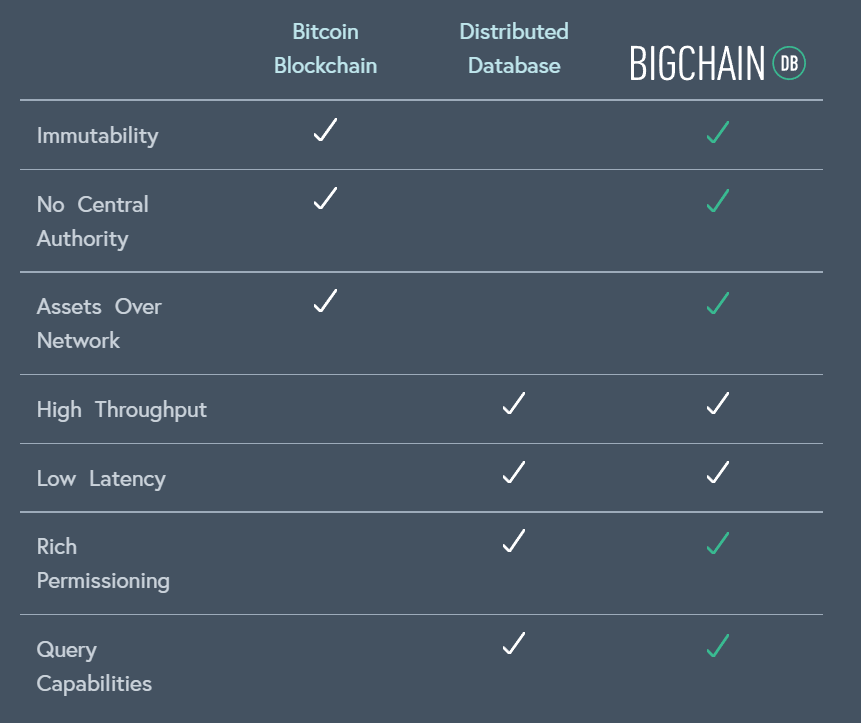 Bitcoin
Blockchain
Distributed
Database
BIGCHAIN DB
Immutability
No Central
Authority
Assets Over
Network
High Throughput
Low Latency
Rich
Permissioning
Query
Capabilities